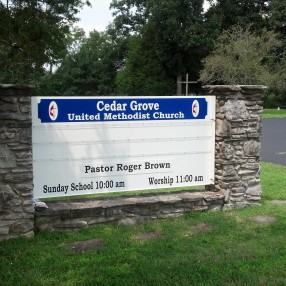 Cedar Grove
United Methodist Church
Pastor Roger Brown
Sunday School 10:00 am Worship 11:00 am